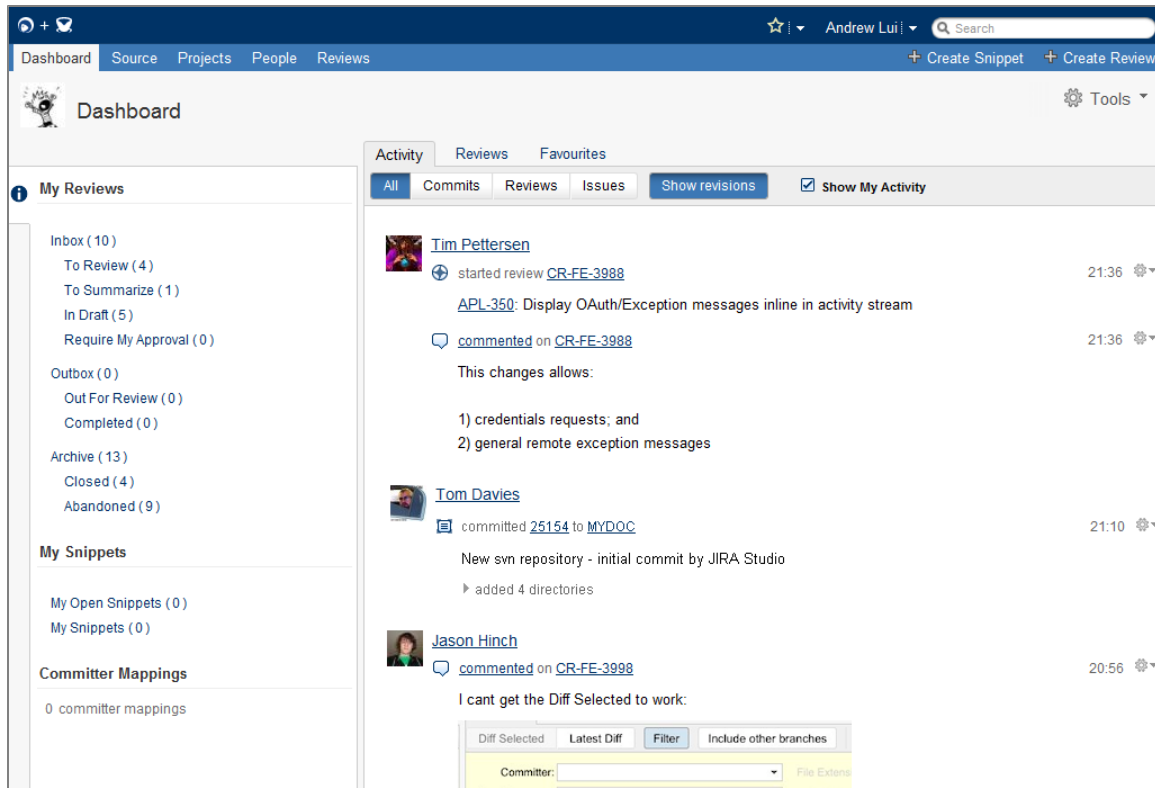 +
Andrew Lui
Search
Dashboard Source Projects People Reviews
+ Create Snippet + Create Review
Dashboard
Tools
Activity Reviews Favourites
All Commits Reviews Issues Show revisions Show My Activity
My Reviews
Inbox (10)
To Review (4)
To Summarize (1)
In Draft (5)
Require My Approval (0)
Outbox (0)
Out For Review (0)
Completed (0)
Archive (13)
Closed (4)
Abandoned (9)
My Snippets
My Open Snippets (0)
My Snippets (0)
Committer Mappings
0 committer mappings
Tim Pettersen
started review CR-FE-3988 21:36
APL-350: Display OAuth/Exception messages inline in activity stream
commented on CR-FE-3988 21:36
This changes allows:
1) credentials requests; and
2) general remote exception messages
Tom Davies
committed 25154 to MYDOC 21:10
New svn repository - initial commit by JIRA Studio
added 4 directories
Jason Hinch
commented on CR-FE-3998 20:56
I cant get the Diff Selected to work:
Diff Selected Latest Diff Filter Include other branches
Committer: File Extens